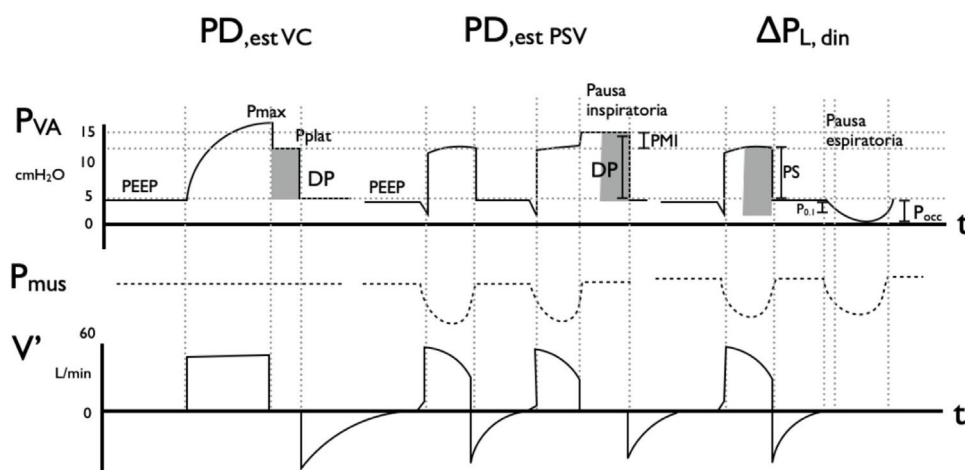 PD,est VC
PD,est PSV
ΔPL, din
PVA
cmH2O
15
10
5
0
PEEP
Pmax
Pplat
DP
PEEP
Pausa
inspiratoria
PMI
DP
Pausa
espiratoria
PS
P0.1
Pocc
t
Pmus
V'
L/min
60
0
t